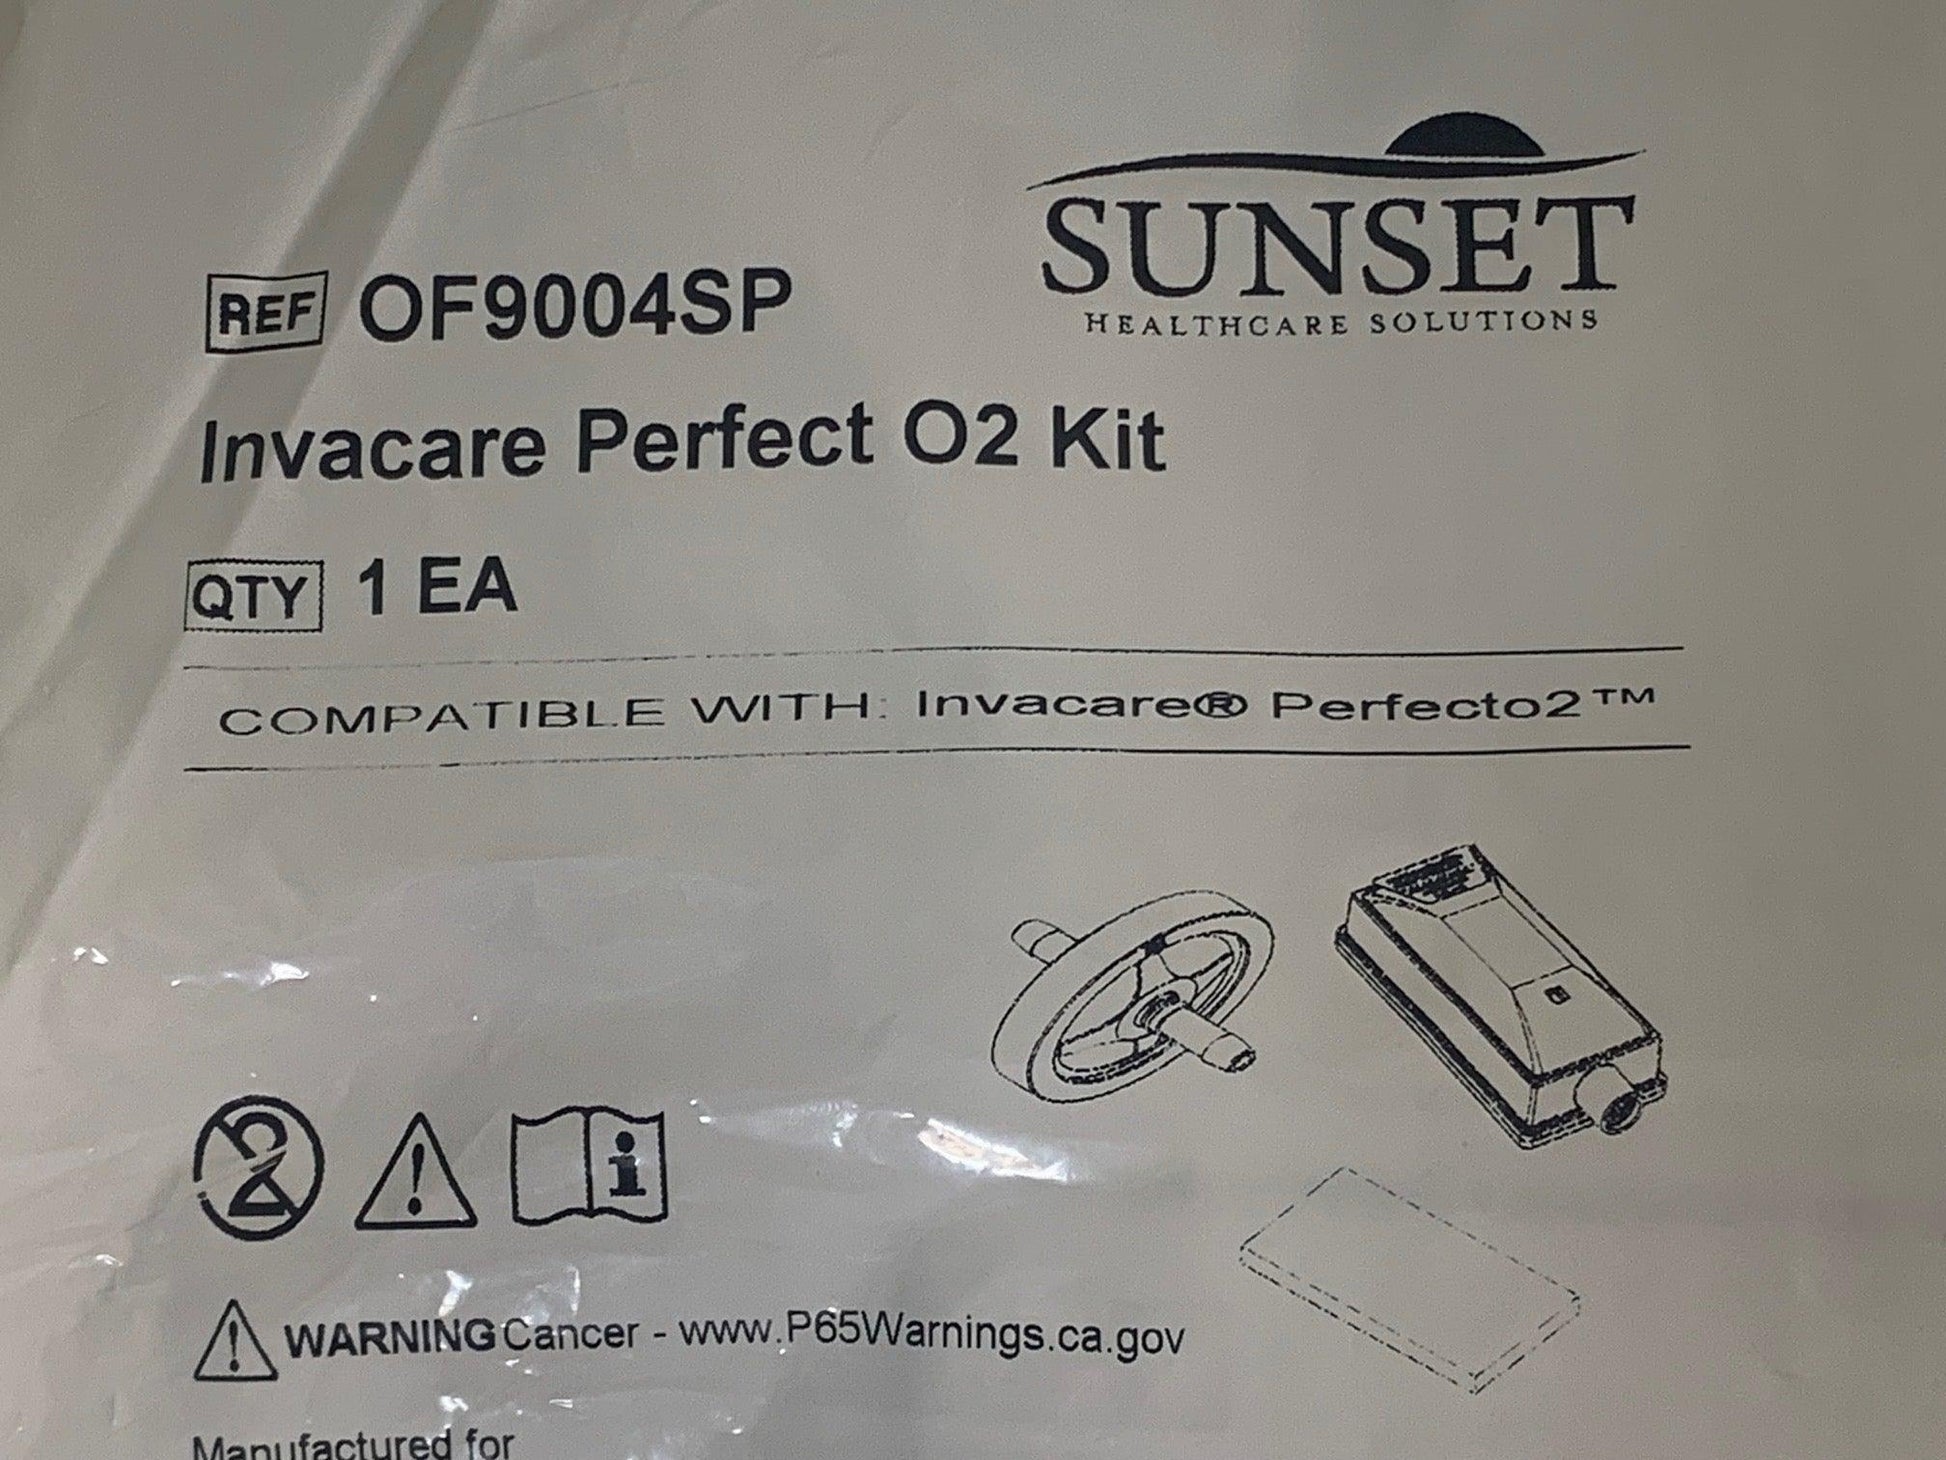 SUNSET
HEALTHCARE SOLUTIONS
REF OF9004SP
Invacare Perfect O2 Kit
QTY 1 EA
COMPATIBLE WITH: Invacare® Perfecto2™
WARNING Cancer - www.P65Warnings.ca.gov
Manufactured for